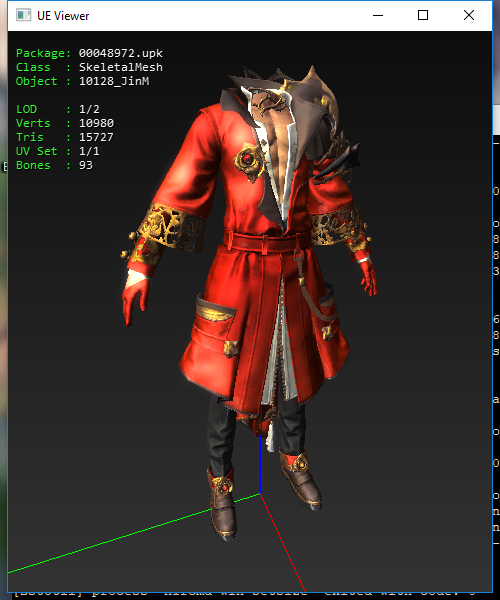 UE Viewer
Package: 00048972.upk
Class  : SkeletalMesh
Object : 10128_JinM
LOD    : 1/2
Verts  : 10980
Tris   : 15727
UV Set : 1/1
Bones  : 93